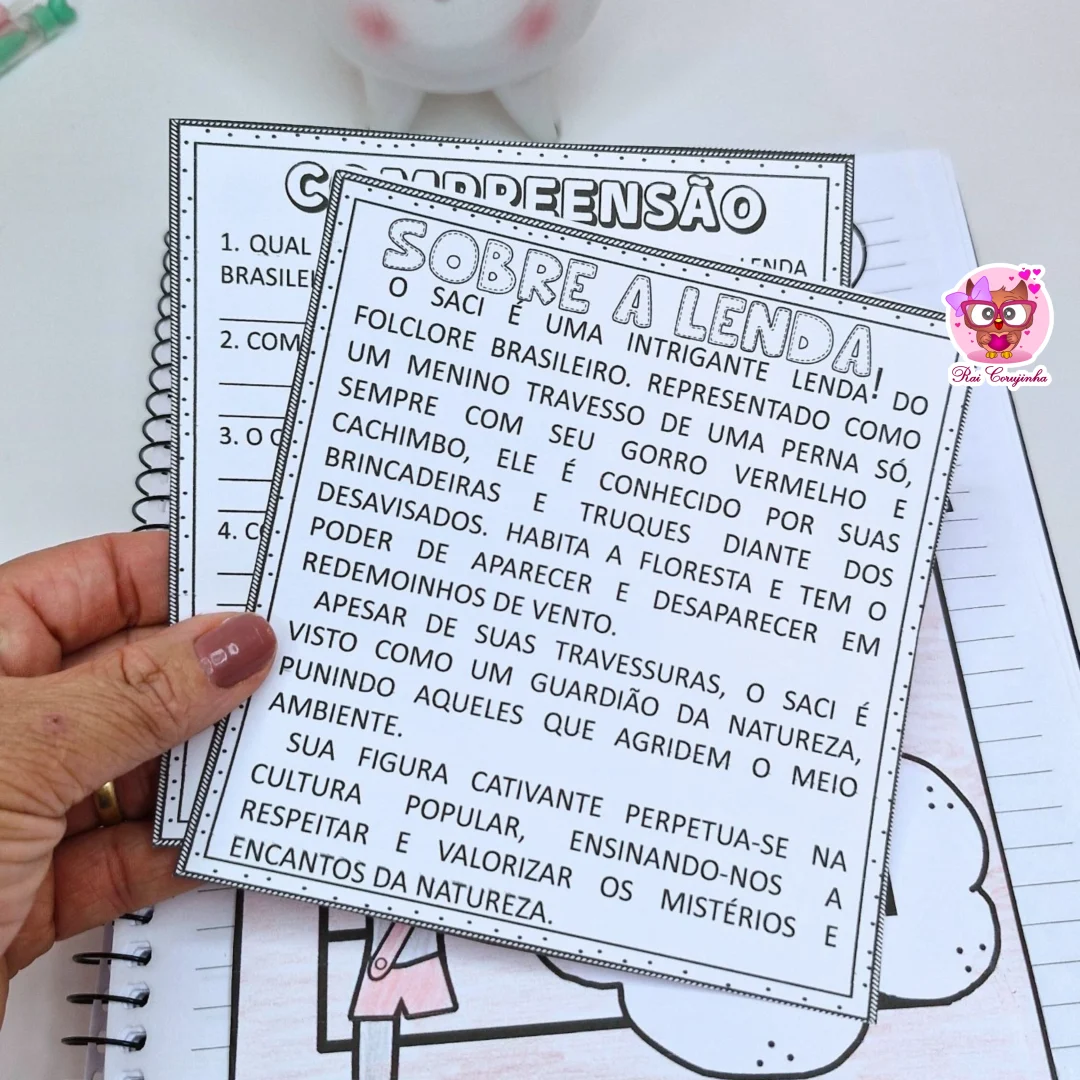 COMPREENSÃO
1. QUAL LENDA
BRASILEI
2. COM
3. O
4. C
SOBRE A LENDA!
O SACI É UMA INTRIGANTE LENDA DO
FOLCLORE BRASILEIRO. REPRESENTADO COMO
UM MENINO TRAVESSO DE UMA PERNA SÓ,
SEMPRE COM SEU GORRO VERMELHO E
CACHIMBO, ELE É CONHECIDO POR SUAS
BRINCADEIRAS E TRUQUES DIANTE DOS
DESAVISADOS. HABITA A FLORESTA E TEM O
PODER DE APARECER E DESAPARECER EM
REDEMOINHOS DE VENTO.
APESAR DE SUAS TRAVESSURAS, O SACI É
VISTO COMO UM GUARDIÃO DA NATUREZA,
PUNINDO AQUELES QUE AGRIDEM O MEIO
AMBIENTE.
SUA FIGURA CATIVANTE PERPETUA-SE NA
CULTURA POPULAR, ENSINANDO-NOS A
RESPEITAR E VALORIZAR OS MISTÉRIOS E
ENCANTOS DA NATUREZA.
Rai Corujinha